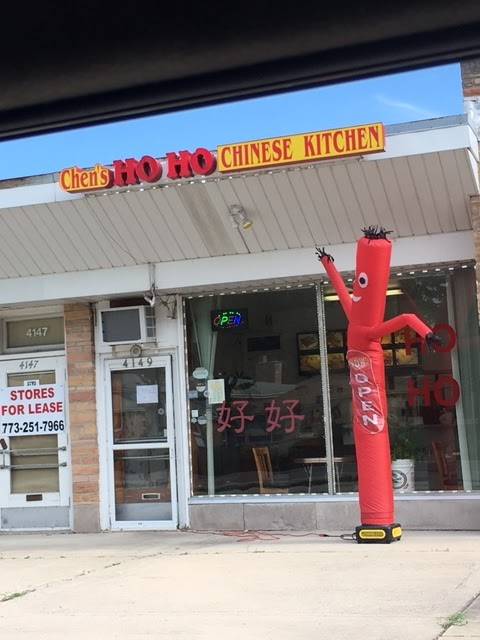 Chen's HO HO CHINESE KITCHEN
OPEN
4147
4147
4149
STORES
FOR LEASE
773-251-7966
好 好
HO
HO
OPEN